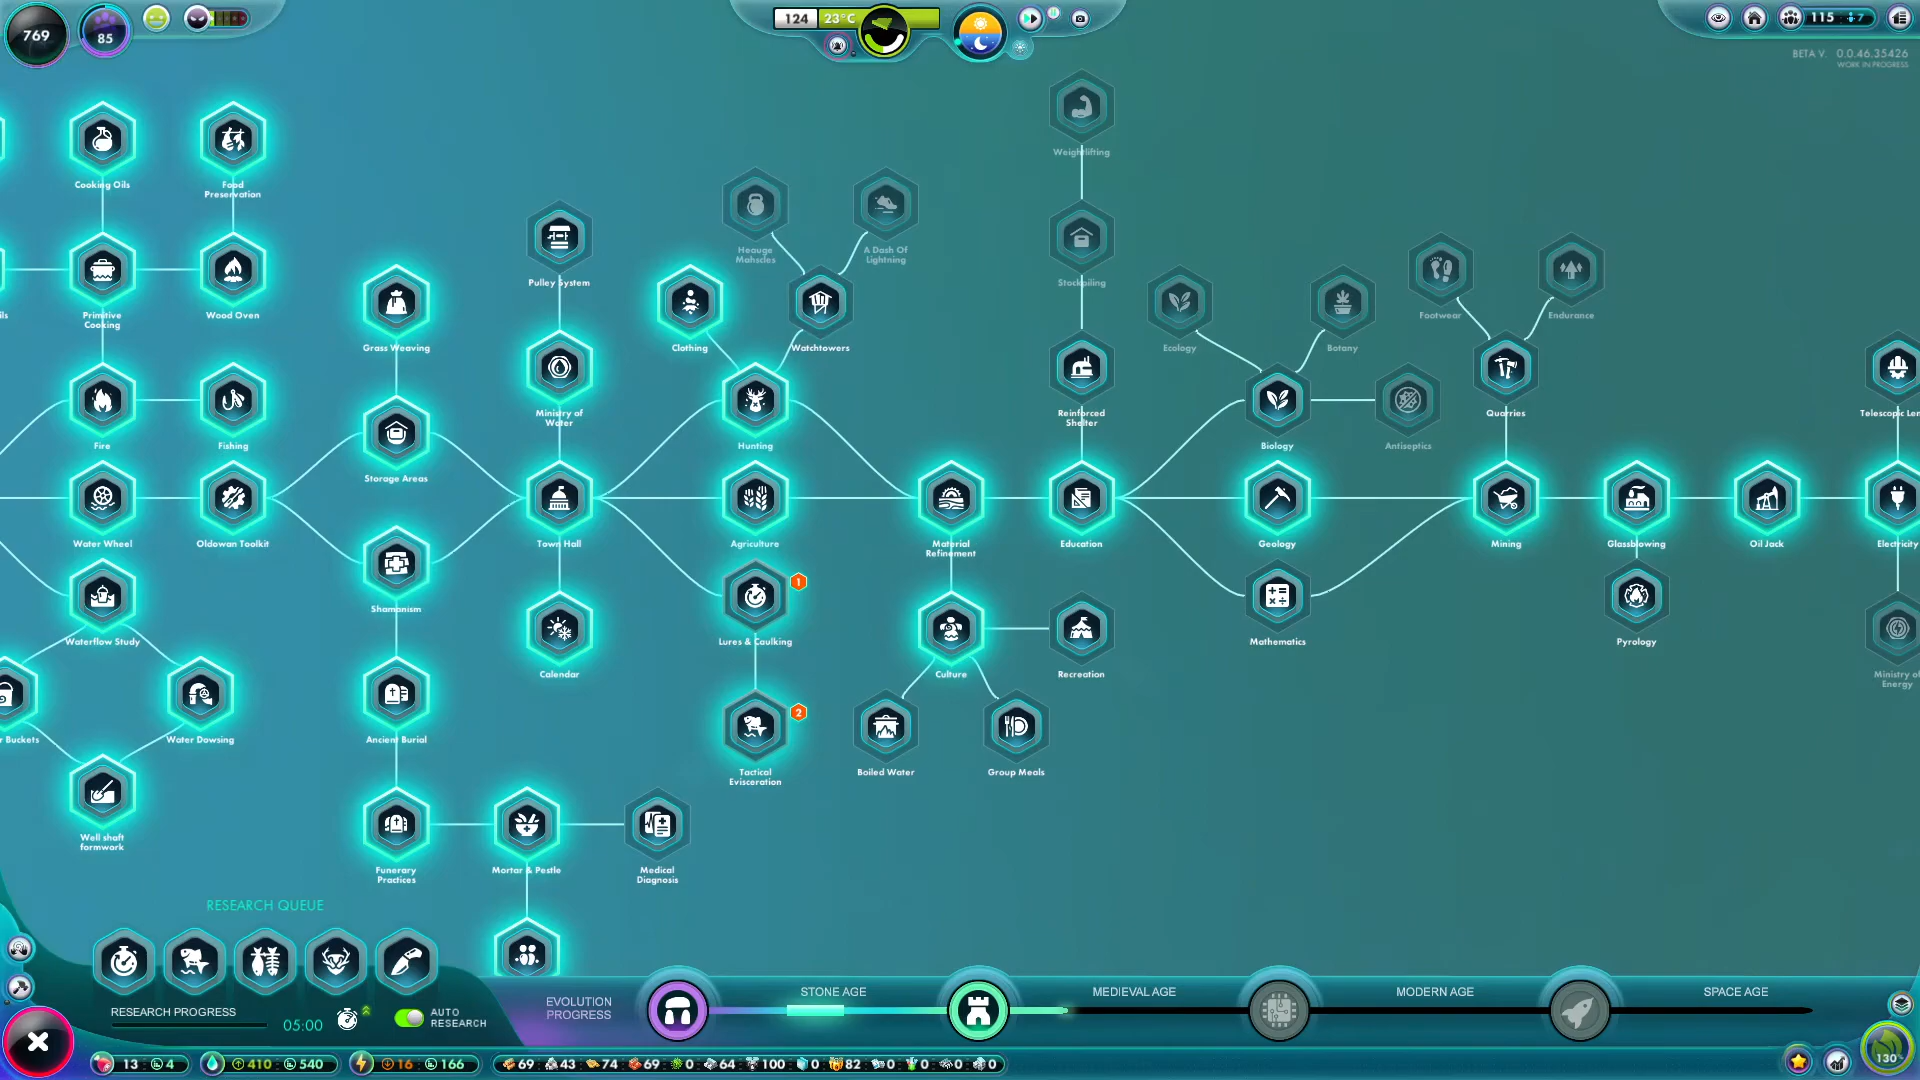 769
85
124
23°C
115
7
BETA V. 0.0.46.35426
WORK IN PROGRESS
Weightlifting
Cooking Oils
Food
Preservation
Heauge
Mahscles
A Dash Of
Lightning
Pulley System
Stockpiling
Primitive
Cooking
Wood Oven
Grass Weaving
Clothing
Watchtowers
Ecology
Botany
Footwear
Endurance
Ministry of
Water
Reinforced
Shelter
Quarries
Fire
Fishing
Hunting
Biology
Antiseptics
Storage Areas
Water Wheel
Oldowan Toolkit
Town Hall
Agriculture
Material
Refinement
Education
Geology
Mining
Glassblowing
Oil Jack
Electricity
Shamanism
1
Waterflow Study
Lures & Caulking
Mathematics
Pyrology
Calendar
Culture
Recreation
Ministry of
Energy
2
Buckets
Water Dowsing
Ancient Burial
Tactical
Evisceration
Boiled Water
Group Meals
Well shaft
formwork
Funerary
Practices
Mortar & Pestle
Medical
Diagnosis
RESEARCH QUEUE
RESEARCH PROGRESS
05:00
AUTO
RESEARCH
EVOLUTION
PROGRESS
STONE AGE
MEDIEVAL AGE
MODERN AGE
SPACE AGE
13 4
410 540
16 166
69 43 74 69 0 64 100 0 82 0 0 0 0
130%